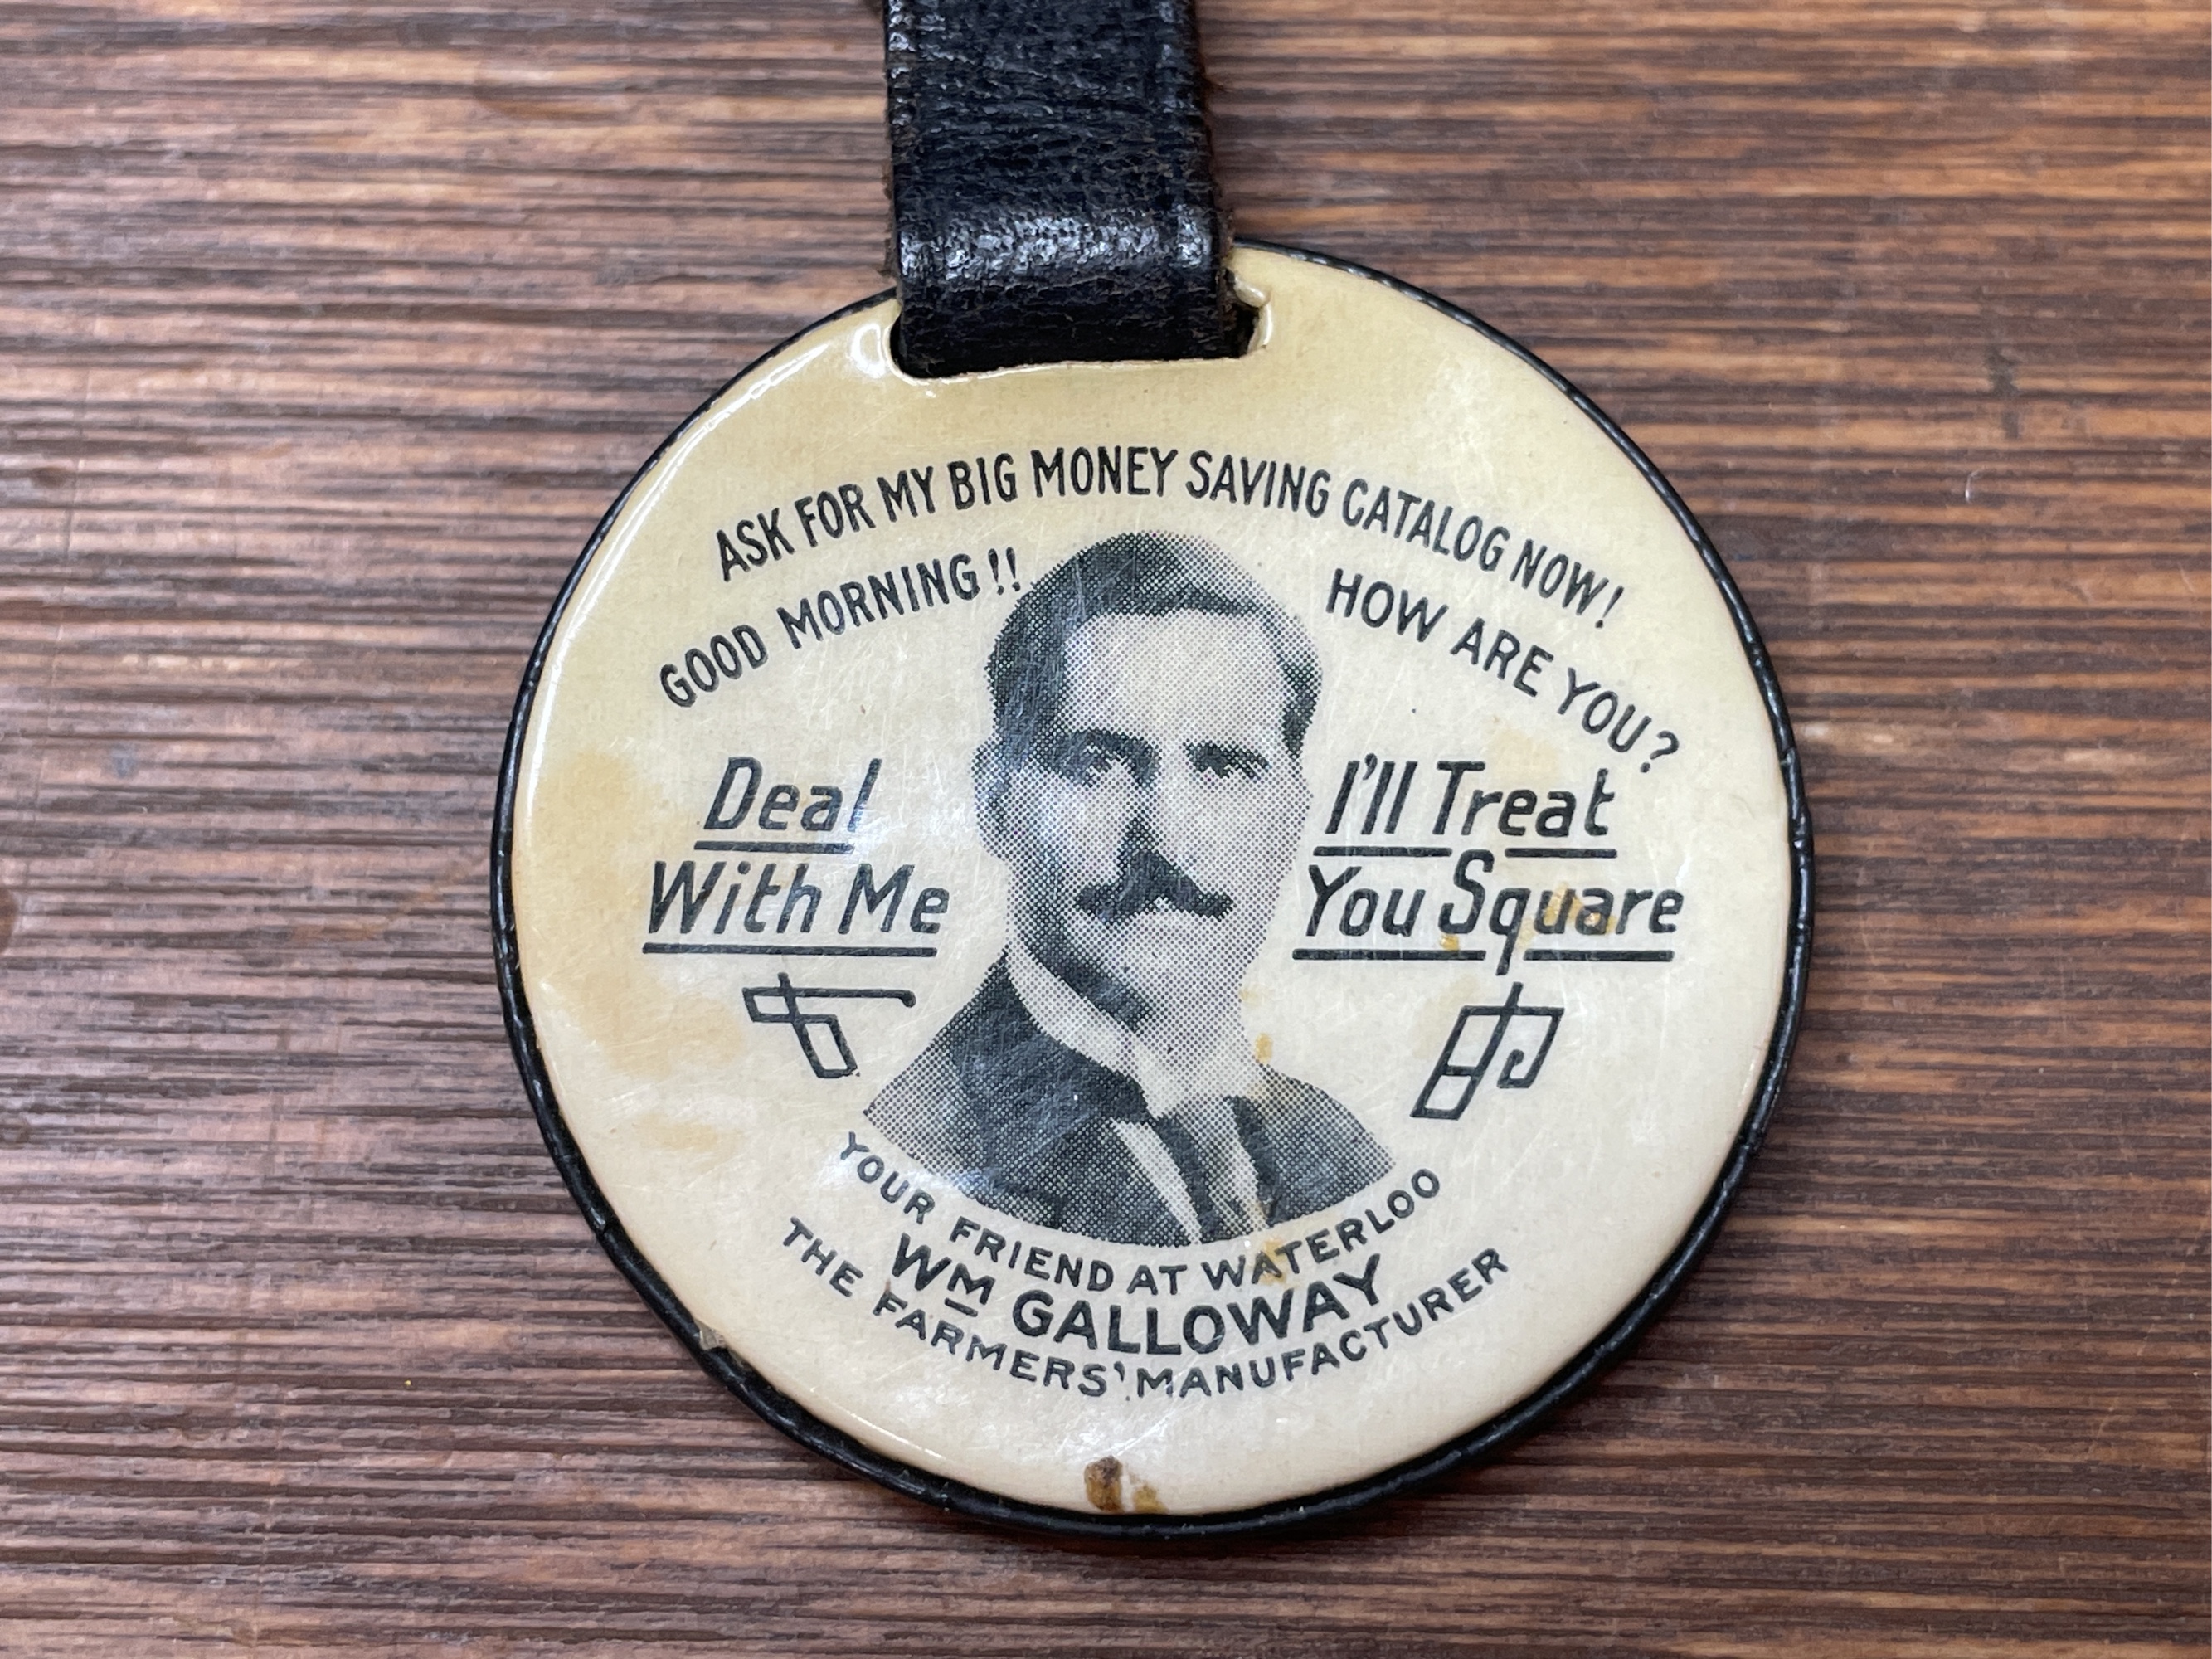 ASK FOR MY BIG MONEY SAVING CATALOG NOW!
GOOD MORNING!! HOW ARE YOU?
Deal
With Me
I'll Treat
You Square
YOUR FRIEND AT WATERLOO
WM GALLOWAY
THE FARMERS' MANUFACTURER